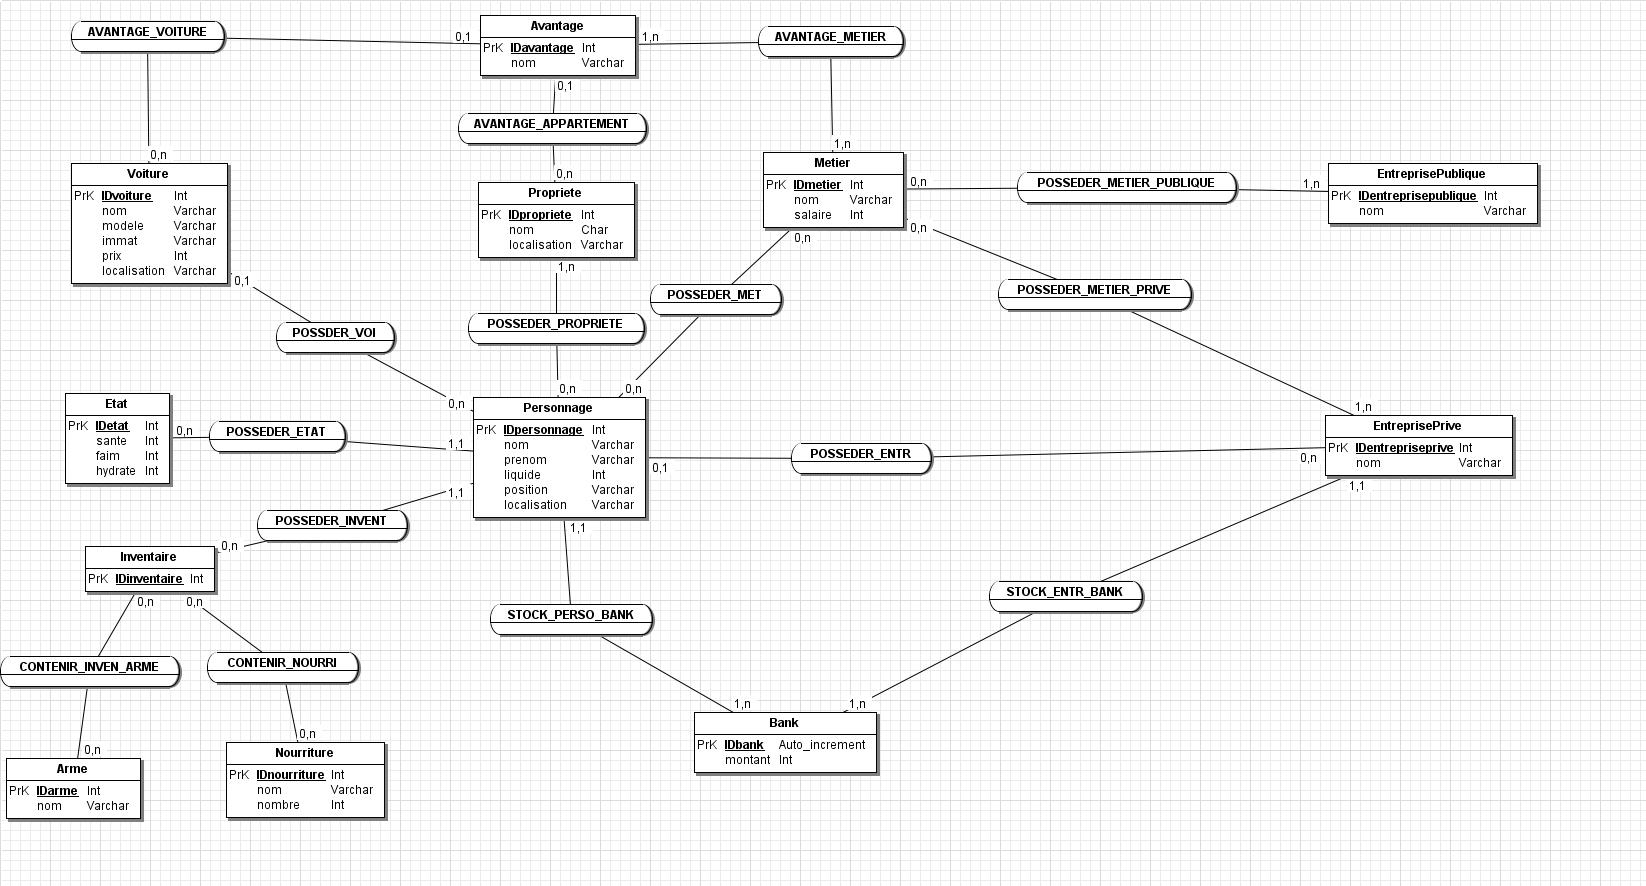 AVANTAGE_VOITURE
0,1
0,n
Avantage
PrK IDavantage Int
nom Varchar
1,n
0,1
AVANTAGE_METIER
1,n
AVANTAGE_APPARTEMENT
0,n
Voiture
PrK IDvoiture Int
nom Varchar
modele Varchar
immat Varchar
prix Int
localisation Varchar
0,1
Propriete
PrK IDpropriete Int
nom Char
localisation Varchar
1,n
Metier
PrK IDmetier Int
nom Varchar
salaire Int
0,n
0,n
0,n
POSSEDER_METIER_PUBLIQUE
1,n
EntreprisePublique
PrK IDentreprisepublique Int
nom Varchar
POSSDER_VOI
0,n
POSSEDER_PROPRIETE
0,n
POSSEDER_MET
0,n
POSSEDER_METIER_PRIVE
1,n
Etat
PrK IDetat Int
sante Int
faim Int
hydrate Int
0,n
POSSEDER_ETAT
1,1
Personnage
PrK IDpersonnage Int
nom Varchar
prenom Varchar
liquide Int
position Varchar
localisation Varchar
0,1
POSSEDER_ENTR
0,n
EntreprisePrive
PrK IDentrepriseprive Int
nom Varchar
1,1
1,1
POSSEDER_INVENT
0,n
1,1
Inventaire
PrK IDinventaire Int
0,n
0,n
STOCK_PERSO_BANK
1,n
STOCK_ENTR_BANK
1,n
CONTENIR_INVEN_ARME
0,n
CONTENIR_NOURRI
0,n
Bank
PrK IDbank Auto_increment
montant Int
Arme
PrK IDarme Int
nom Varchar
Nourriture
PrK IDnourriture Int
nom Varchar
nombre Int